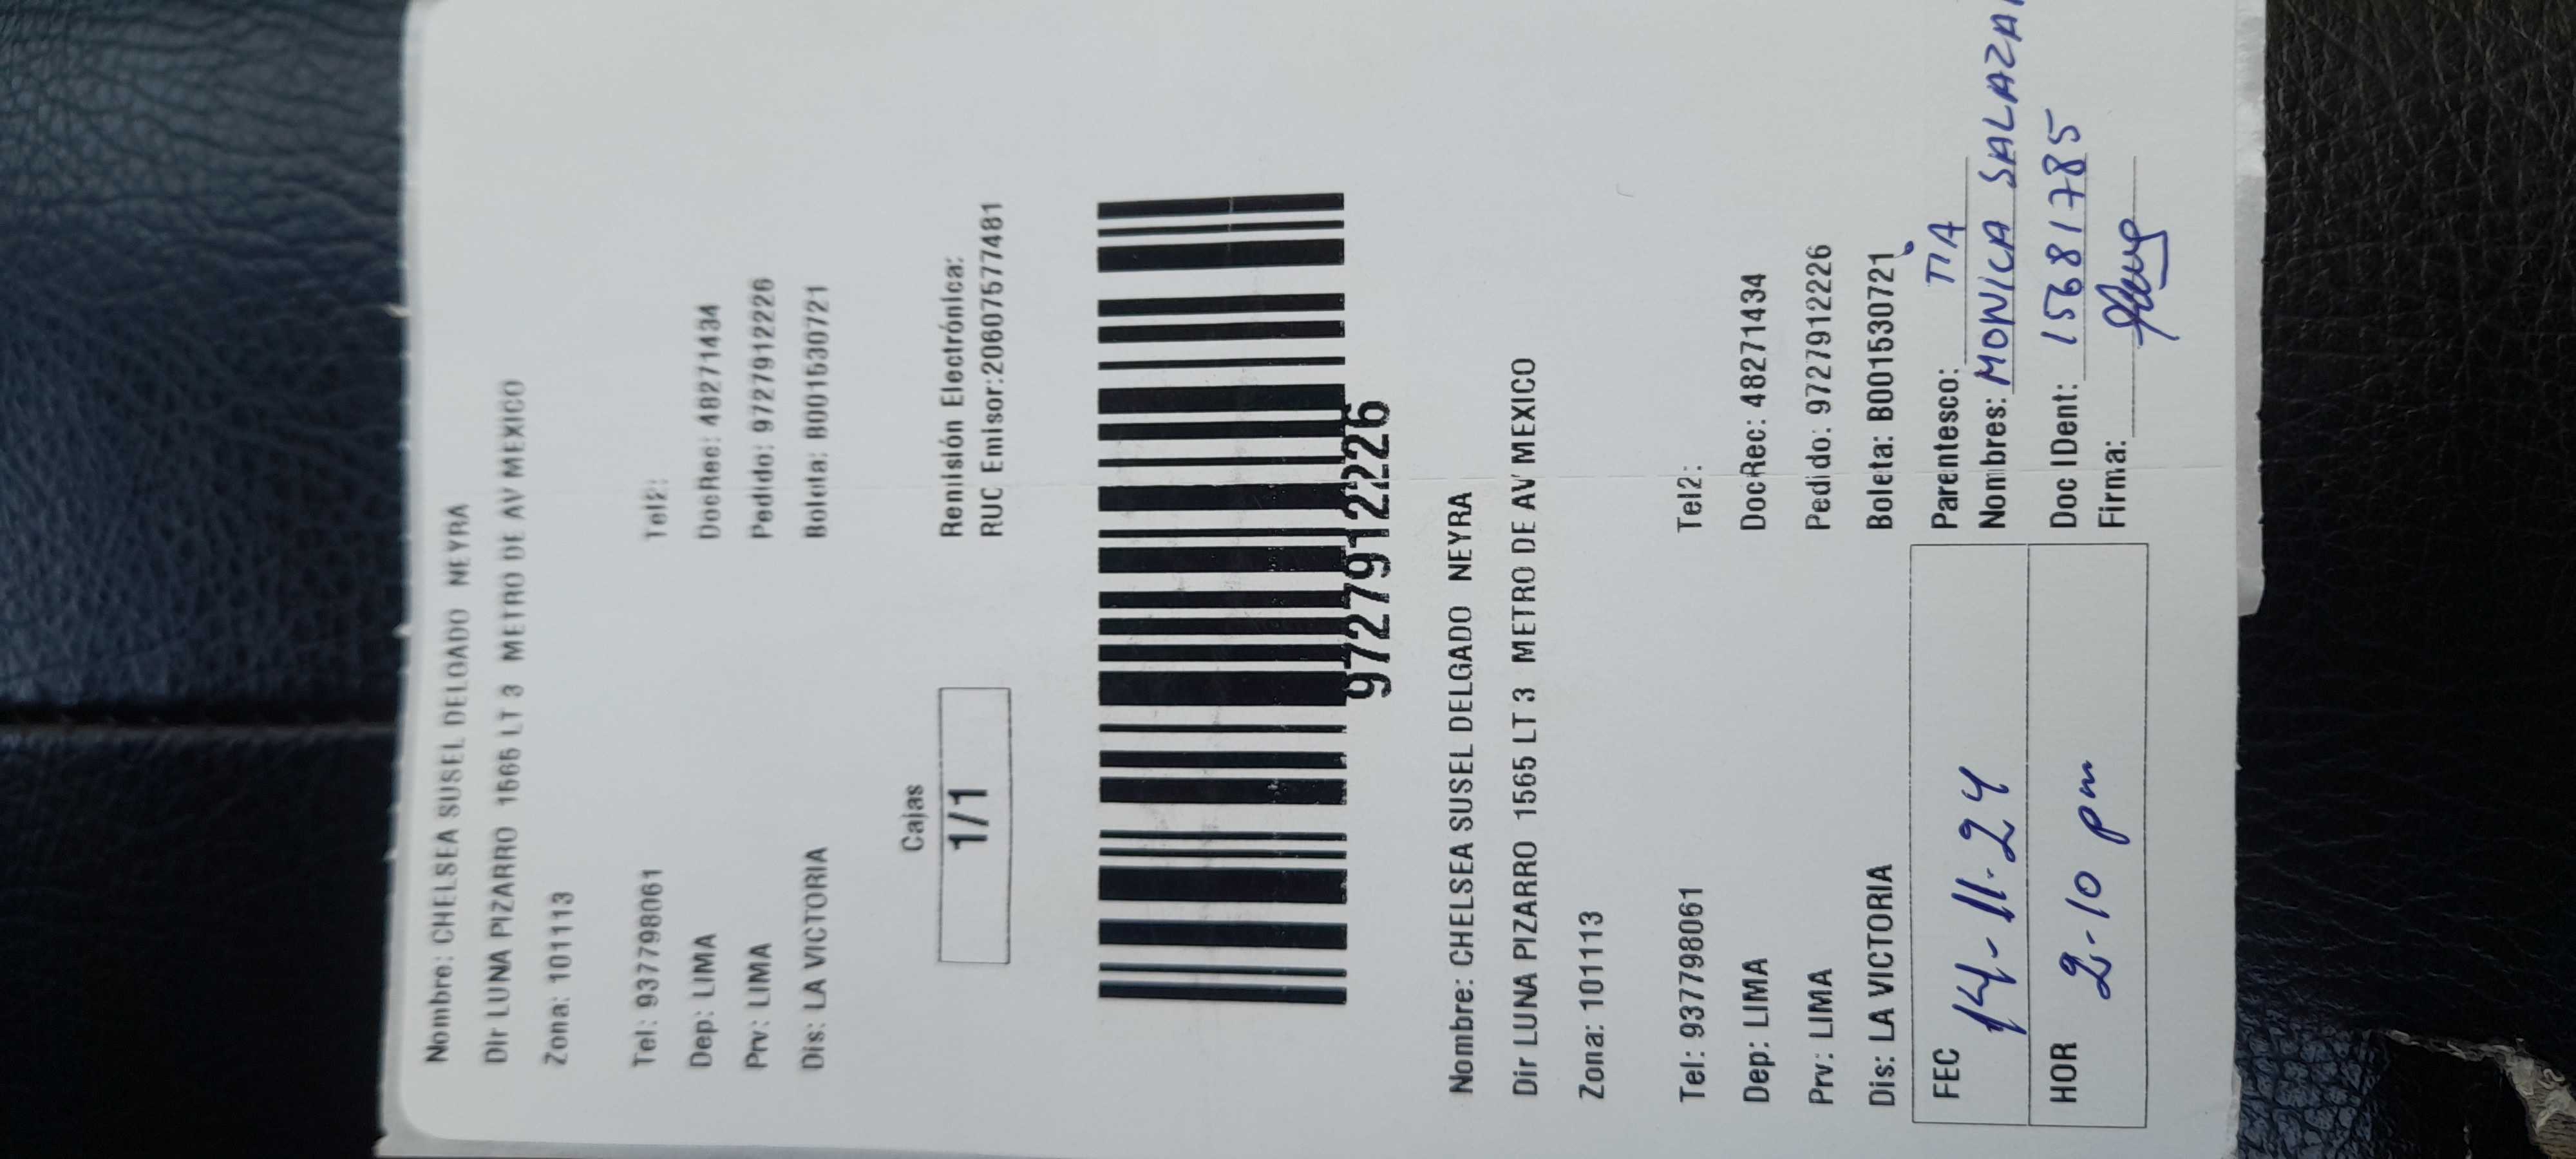 Nombre: CHELSEA SUSEL DELGADO NEYRA
Dir LUNA PIZARRO 1565 LT 3 METRO DE AV MEXICO
Zona: 101113
Tel: 937798061 Tel2:
Dep: LIMA DocRec: 48271434
Prv: LIMA Pedido: 972791222​6
Dis: LA VICTORIA Boleta: B001530721
Cajas
1/1
Remisión Electrónica:
RUC Emisor:20607577481
9727912226
Nombre: CHELSEA SUSEL DELGADO NEYRA
Dir LUNA PIZARRO 1565 LT 3 METRO DE AV MEXICO
Zona: 101113
Tel: 937798061 Tel2:
Dep: LIMA DocRec: 48271434
Prv: LIMA Pedido: 9727912226
Dis: LA VICTORIA Boleta: B001530721
FEC 14-11-24 Parentesco: TIA
Nombres: MONICA SALAZAR
HOR 2-10 pm Doc IDent: 15681785
Firma: